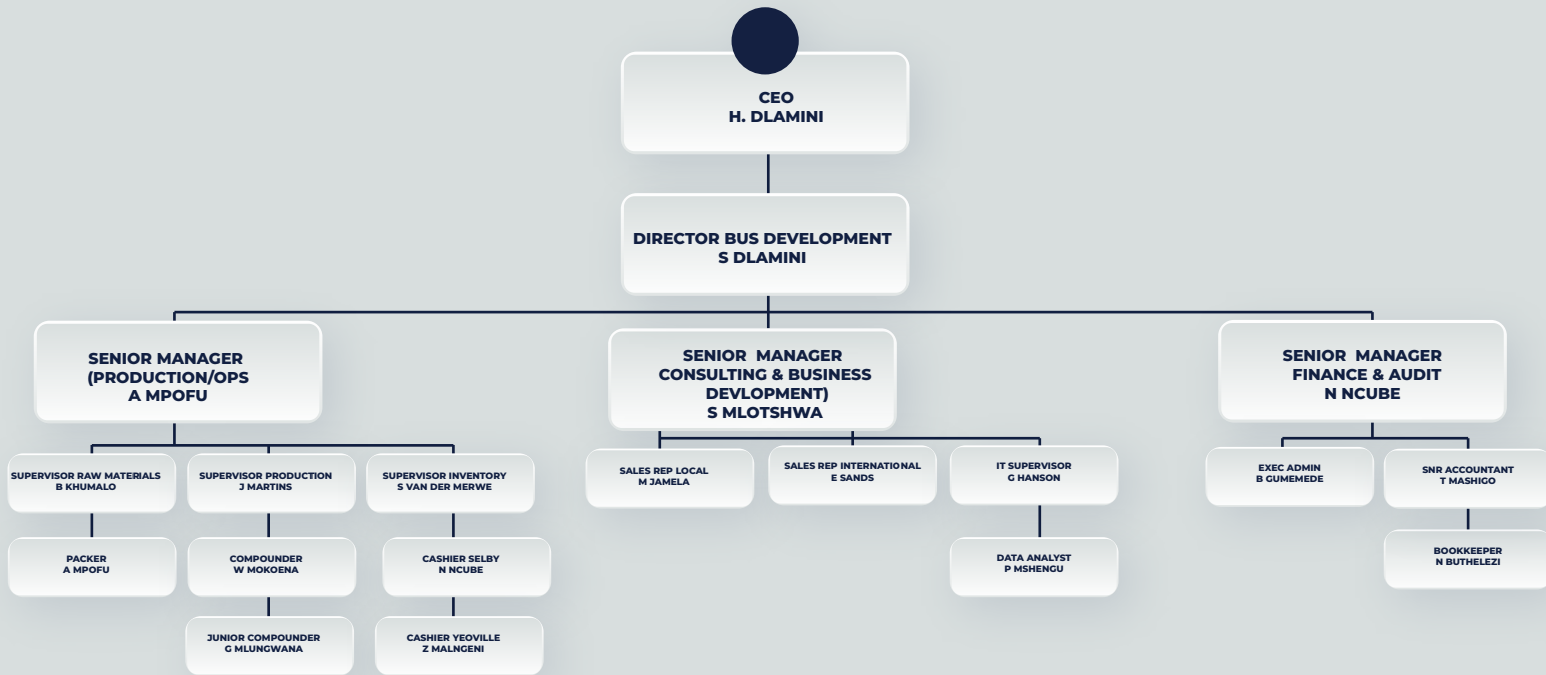 CEO
H. DLAMINI
DIRECTOR BUS DEVELOPMENT
S DLAMINI
SENIOR MANAGER
(PRODUCTION/OPS
A MPOFU
SENIOR  MANAGER
CONSULTING & BUSINESS
DEVLOPMENT)
S MLOTSHWA
SENIOR  MANAGER
FINANCE & AUDIT
N NCUBE
SUPERVISOR RAW MATERIALS
B KHUMALO
SUPERVISOR PRODUCTION
J MARTINS
SUPERVISOR INVENTORY
S VAN DER MERWE
SALES REP LOCAL
M JAMELA
SALES REP INTERNATIONAL
E SANDS
IT SUPERVISOR
G HANSON
EXEC ADMIN
B GUMEMEDE
SNR ACCOUNTANT
T MASHIGO
PACKER
A MPOFU
COMPOUNDER
W MOKOENA
CASHIER SELBY
N NCUBE
DATA ANALYST
P MSHENGU
BOOKKEEPER
N BUTHELEZI
JUNIOR COMPOUNDER
G MLUNGWANA
CASHIER YEOVILLE
Z MALNGENI